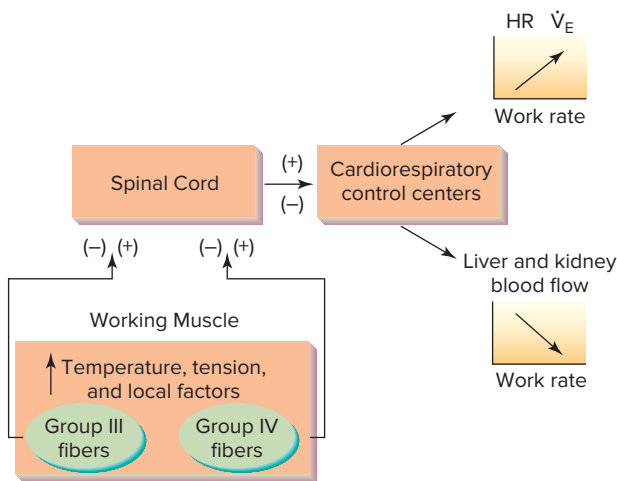 HR V̇E
Work rate
(+)
Spinal Cord
Cardiorespiratory
control centers
(–)
(–) (+)
(–) (+)
Liver and kidney
blood flow
Work rate
Working Muscle
Temperature, tension,
and local factors
Group III
fibers
Group IV
fibers